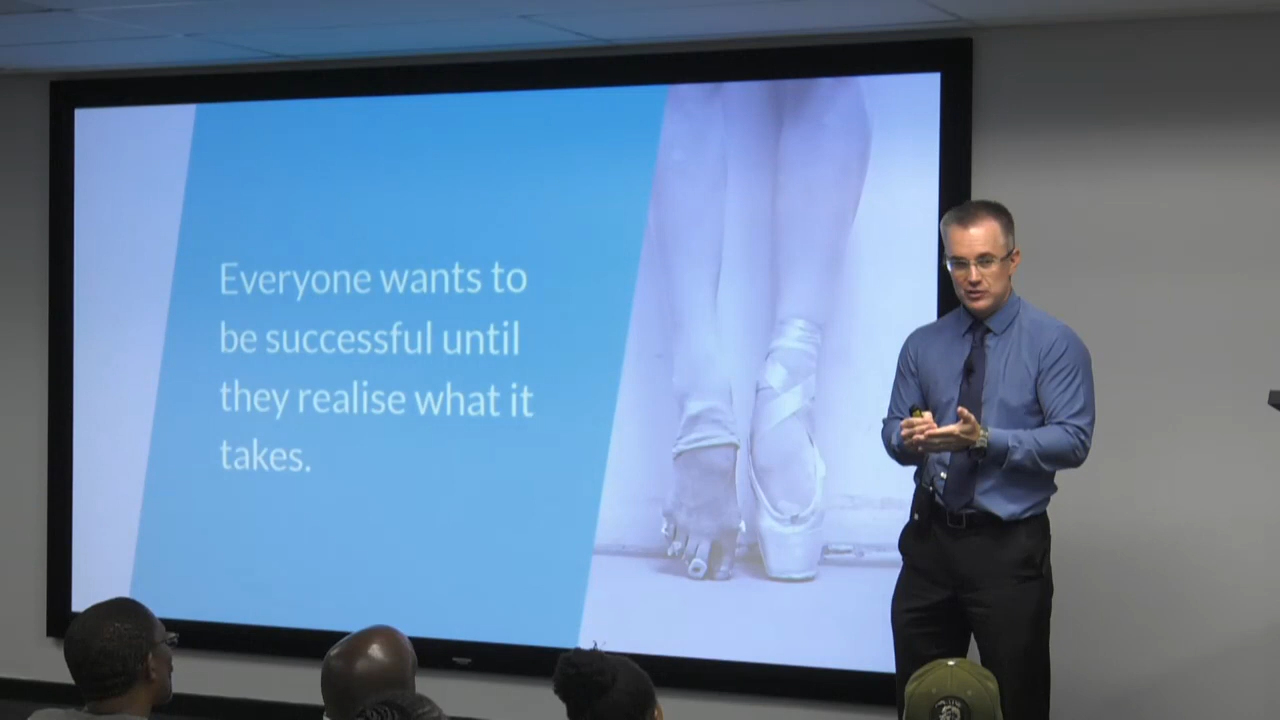 Everyone wants to
be successful until
they realise what it
takes.